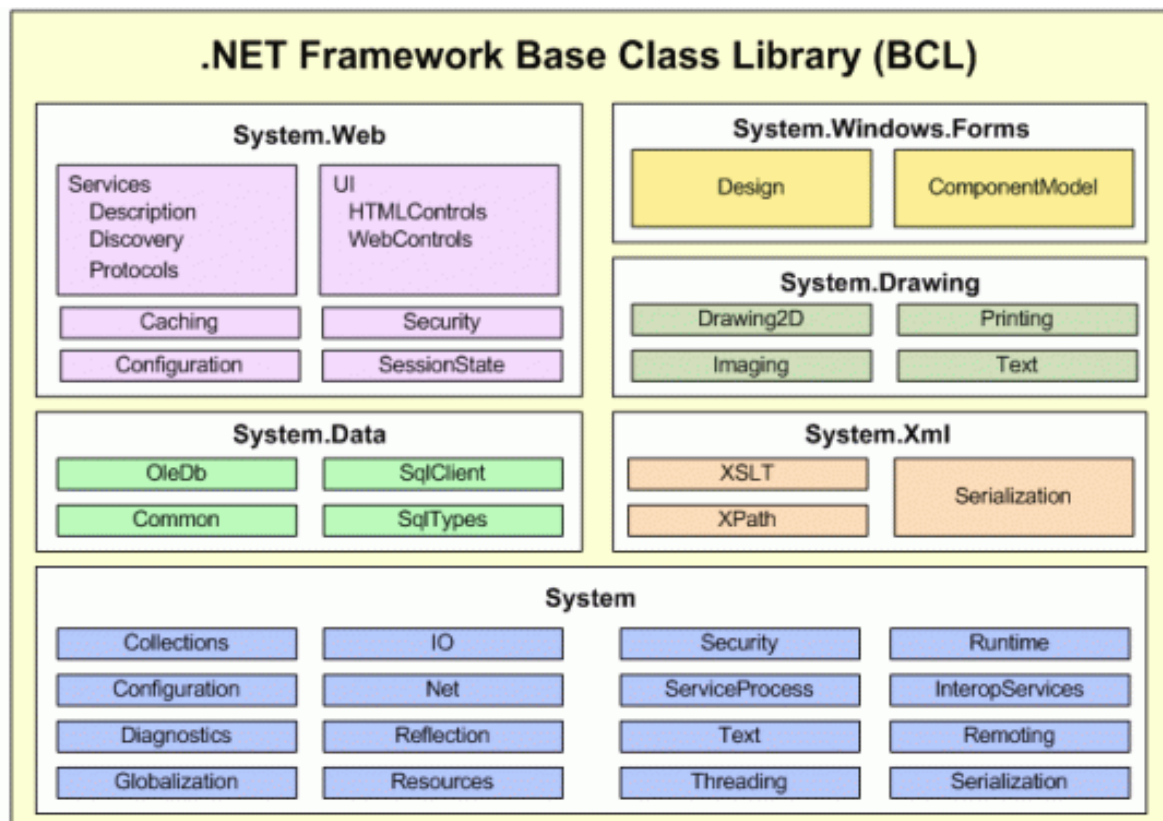 .NET Framework Base Class Library (BCL)
System.Web
Services
Description
Discovery
Protocols
UI
HTMLControls
WebControls
Caching
Security
Configuration
SessionState
System.Windows.Forms
Design
ComponentModel
System.Drawing
Drawing2D
Printing
Imaging
Text
System.Data
OleDb
SqlClient
Common
SqlTypes
System.Xml
XSLT
XPath
Serialization
System
Collections
IO
Security
Runtime
Configuration
Net
ServiceProcess
InteropServices
Diagnostics
Reflection
Text
Remoting
Globalization
Resources
Threading
Serialization